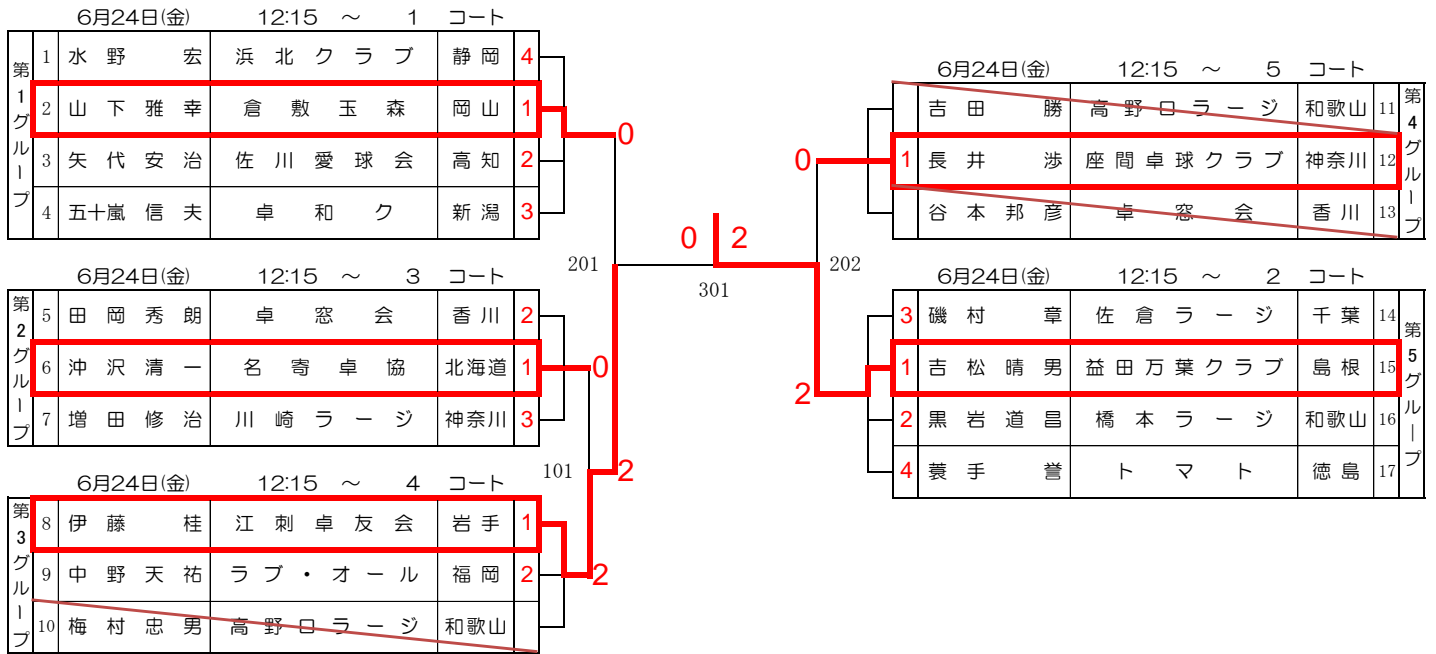 6月24日(金) 12:15 ～ 1 コート
第1グループ
1 水野 宏 浜北クラブ 静岡 4
2 山下雅幸 倉敷玉森 岡山 1
3 矢代安治 佐川愛球会 高知 2
4 五十嵐信夫 卓和ク 新潟 3
0
6月24日(金) 12:15 ～ 3 コート
第2グループ
5 田岡秀朗 卓窓会 香川 2
6 沖沢清一 名寄卓協 北海道 1
7 増田修治 川崎ラージ 神奈川 3
0
6月24日(金) 12:15 ～ 4 コート
第3グループ
8 伊藤 桂 江刺卓友会 岩手 1
9 中野天祐 ラブ・オール 福岡 2
10 梅村忠男 高野口ラージ 和歌山
2
101
2
201
0 2
301
202
6月24日(金) 12:15 ～ 5 コート
第4グループ
吉田 勝 高野口ラージ 和歌山 11
1 長井 渉 座間卓球クラブ 神奈川 12
谷本邦彦 卓窓会 香川 13
0
6月24日(金) 12:15 ～ 2 コート
第5グループ
3 磯村 章 佐倉ラージ 千葉 14
1 吉松晴男 益田万葉クラブ 島根 15
2 黒岩道昌 橋本ラージ 和歌山 16
4 蓑手 誉 トマト 徳島 17
2